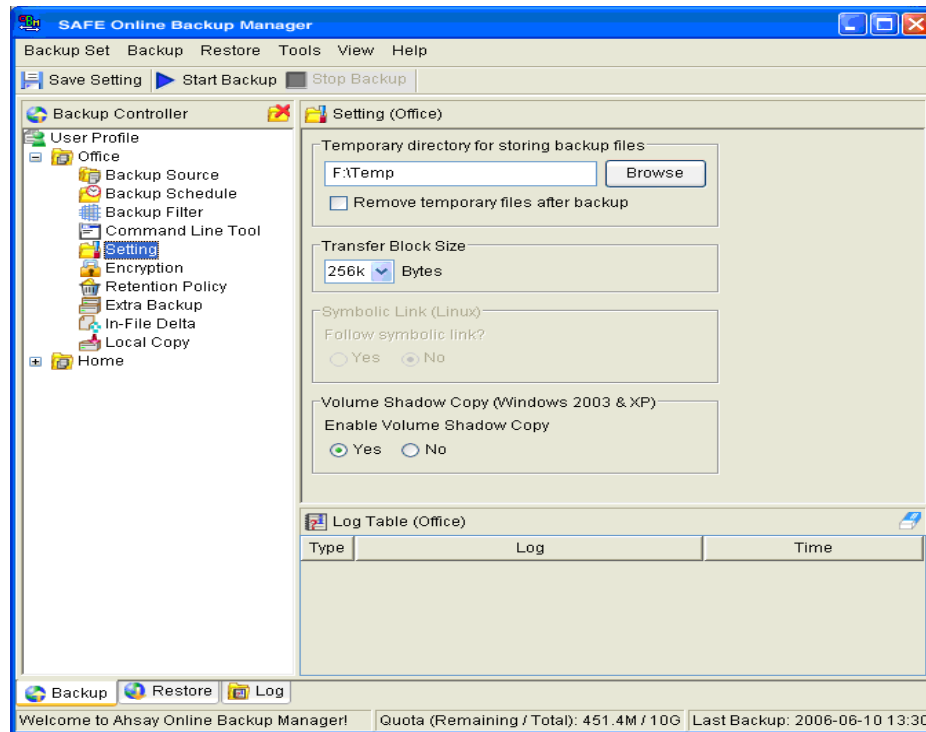 SAFE Online Backup Manager
Backup Set Backup Restore Tools View Help
Save Setting Start Backup Stop Backup
Backup Controller
User Profile
Office
Backup Source
Backup Schedule
Backup Filter
Command Line Tool
Setting
Encryption
Retention Policy
Extra Backup
In-File Delta
Local Copy
Home
Setting (Office)
Temporary directory for storing backup files
F:\Temp Browse
Remove temporary files after backup
Transfer Block Size
256k Bytes
Symbolic Link (Linux)
Follow symbolic link?
Yes No
Volume Shadow Copy (Windows 2003 & XP)
Enable Volume Shadow Copy
Yes No
Log Table (Office)
Type Log Time
Backup Restore Log
Welcome to Ahsay Online Backup Manager! Quota (Remaining / Total): 451.4M / 10G Last Backup: 2006-06-10 13:30